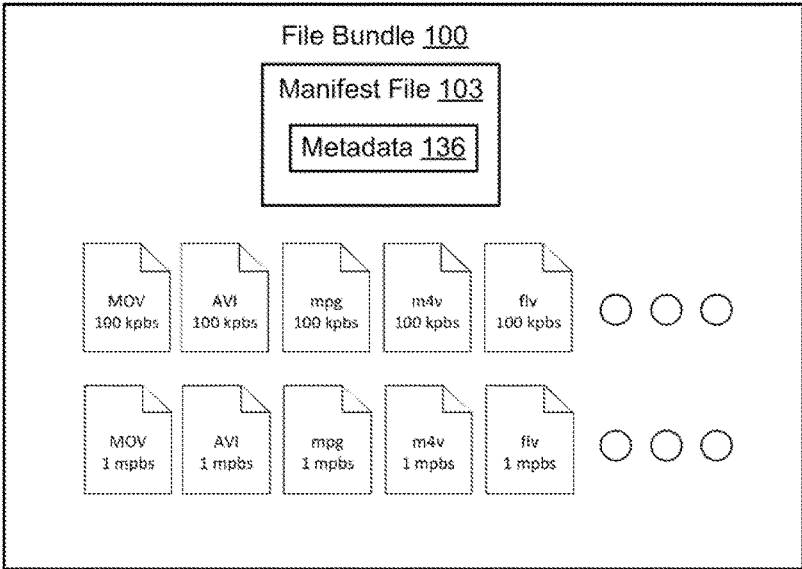 File Bundle 100
Manifest File 103
Metadata 136
MOV AVI mpg m4v flv
100 kpbs 100 kpbs 100 kpbs 100 kpbs 100 kpbs
MOV AVI mpg m4v flv
1 mpbs 1 mpbs 1 mpbs 1 mpbs 1 mpbs